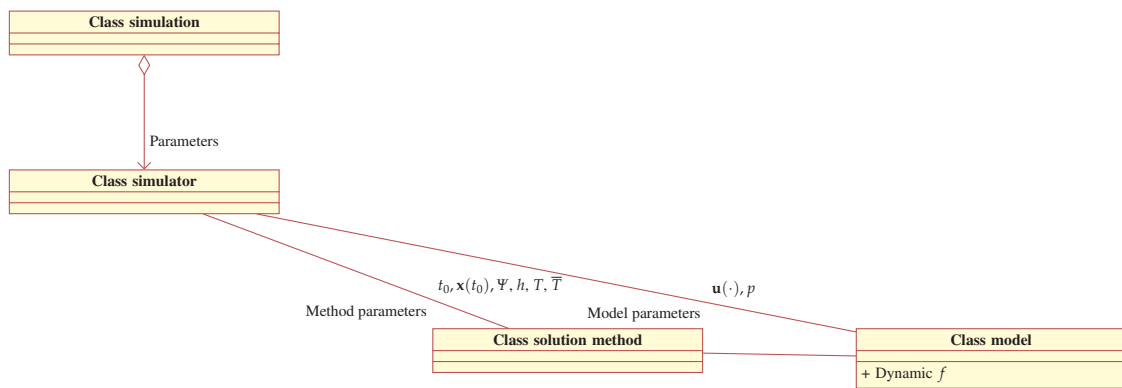 Class simulation
Parameters
Class simulator
t₀, x(t₀), Ψ, h, T, T̅
u(·), p
Method parameters
Model parameters
Class solution method
Class model
+ Dynamic f